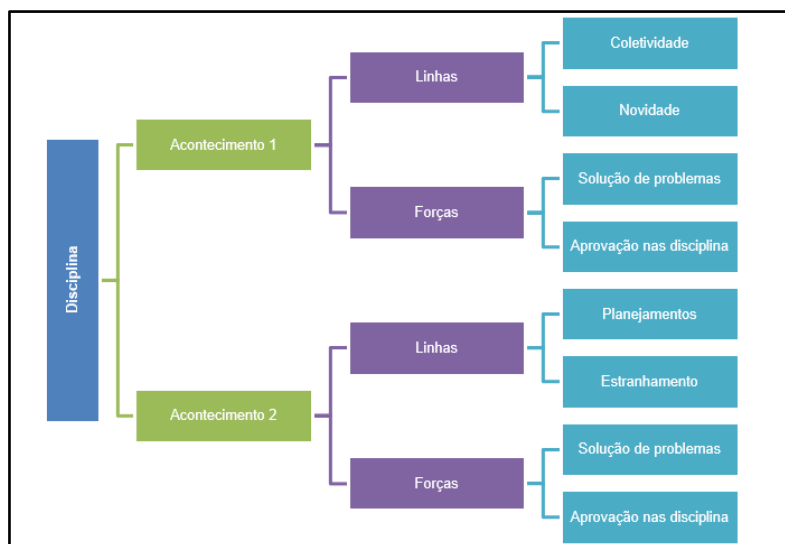 Disciplina
Acontecimento 1
Linhas
Coletividade
Novidade
Forças
Solução de problemas
Aprovação nas disciplina
Acontecimento 2
Linhas
Planejamentos
Estranhamento
Forças
Solução de problemas
Aprovação nas disciplina